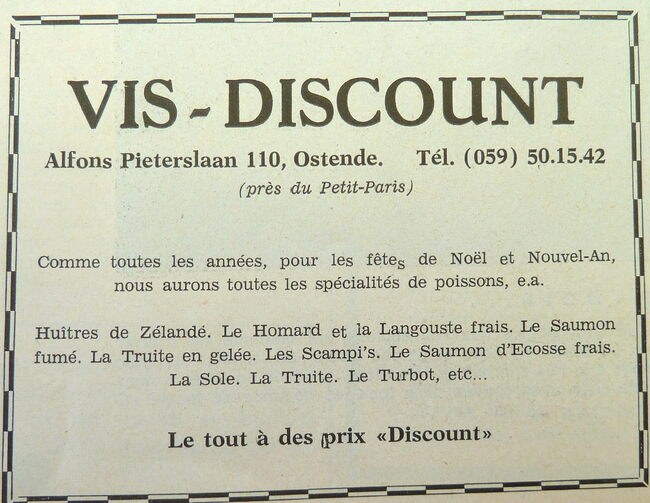 VIS - DISCOUNT
Alfons Pieterslaan 110, Ostende. Tél. (059) 50.15.42
(près du Petit-Paris)
Comme toutes les années, pour les fêtes de Noël et Nouvel-An,
nous aurons toutes les spécialités de poissons, e.a.
Huîtres de Zélandé. Le Homard et la Langouste frais. Le Saumon
fumé. La Truite en gelée. Les Scampi's. Le Saumon d'Ecosse frais.
La Sole. La Truite. Le Turbot, etc...
Le tout à des prix «Discount»